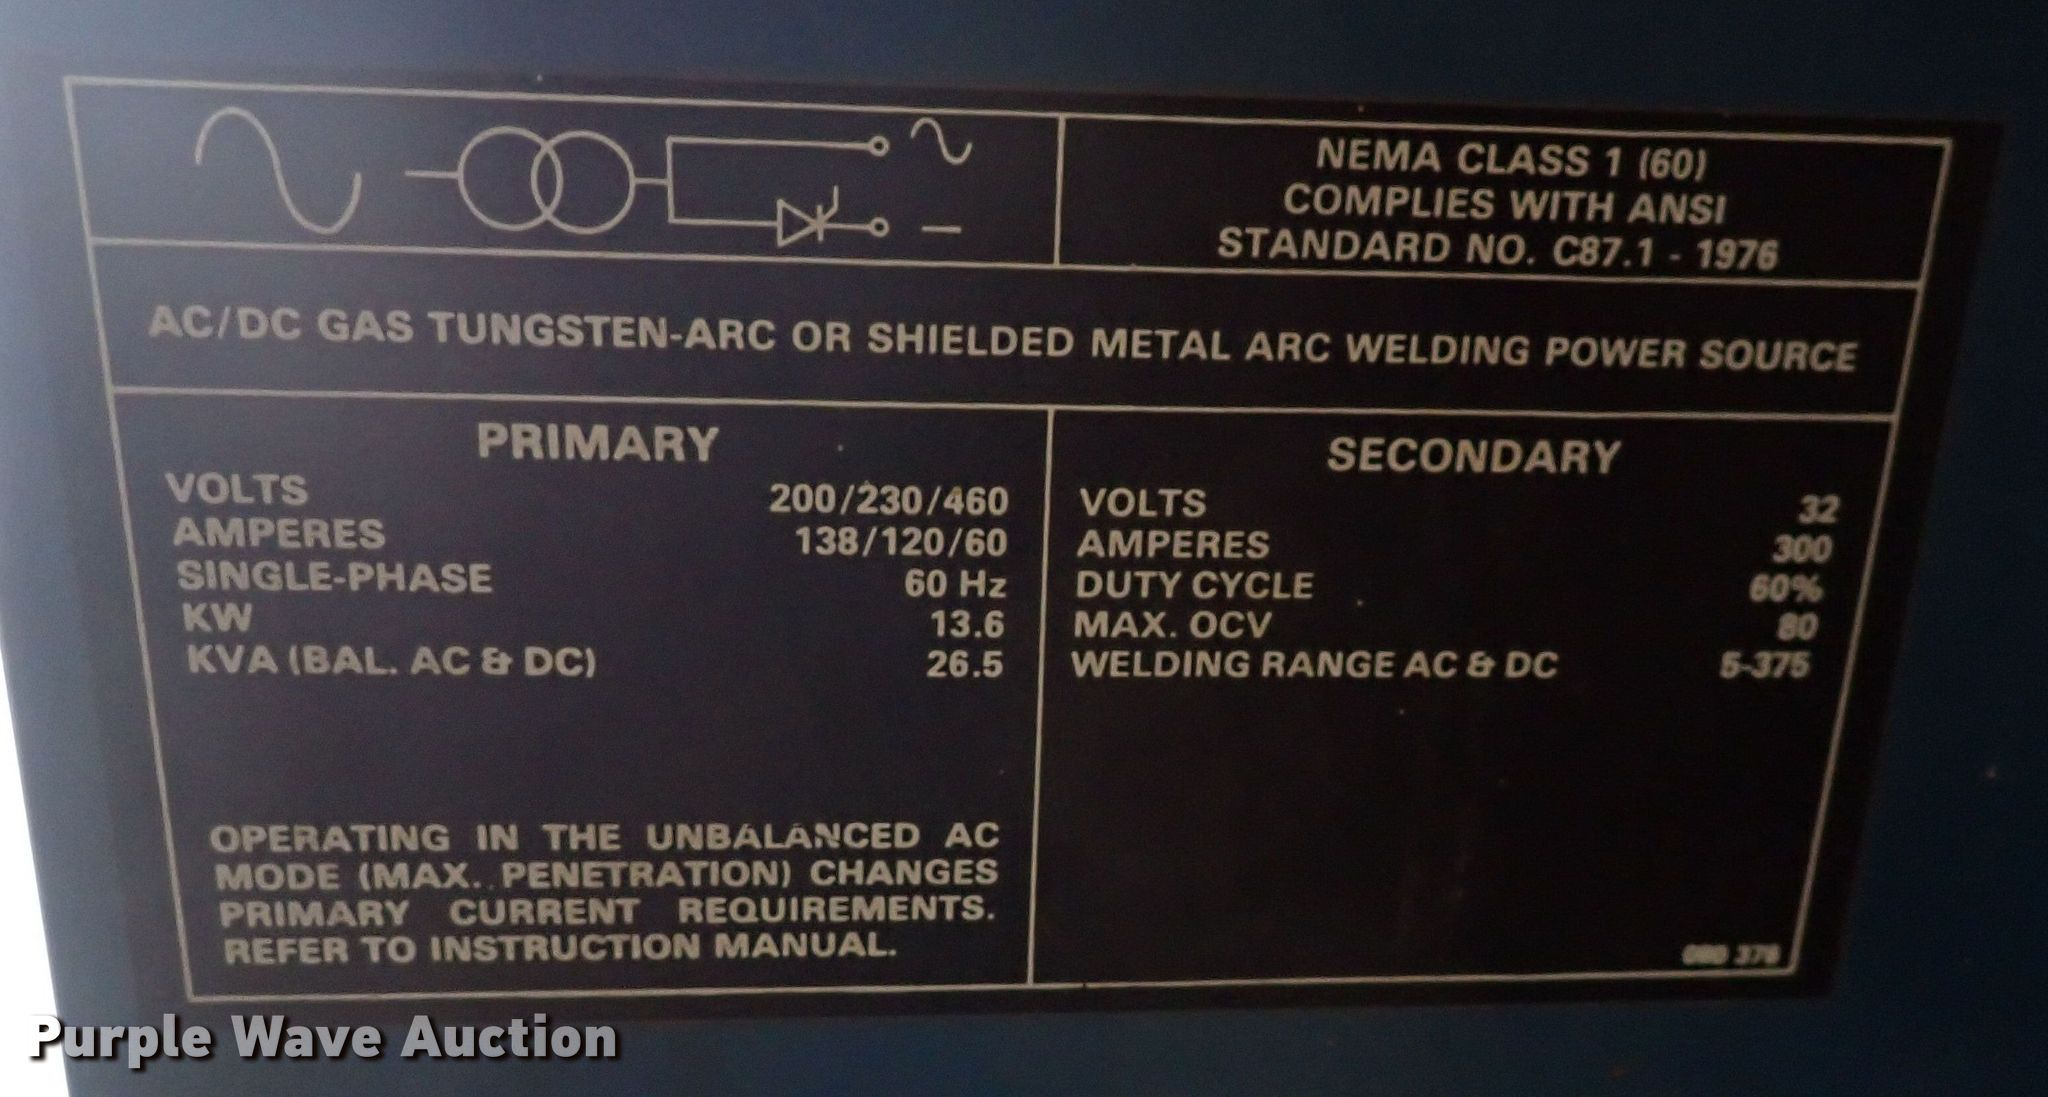 NEMA CLASS 1 (60)
COMPLIES WITH ANSI
STANDARD NO. C87.1 - 1976
AC/DC GAS TUNGSTEN-ARC OR SHIELDED METAL ARC WELDING POWER SOURCE
PRIMARY
VOLTS 200/230/460
AMPERES 138/120/60
SINGLE-PHASE 60 Hz
KW 13.6
KVA (BAL. AC & DC) 26.5
OPERATING IN THE UNBALANCED AC
MODE (MAX. PENETRATION) CHANGES
PRIMARY CURRENT REQUIREMENTS.
REFER TO INSTRUCTION MANUAL.
SECONDARY
VOLTS 32
AMPERES 300
DUTY CYCLE 60%
MAX. OCV 80
WELDING RANGE AC & DC 5-375
Purple Wave Auction